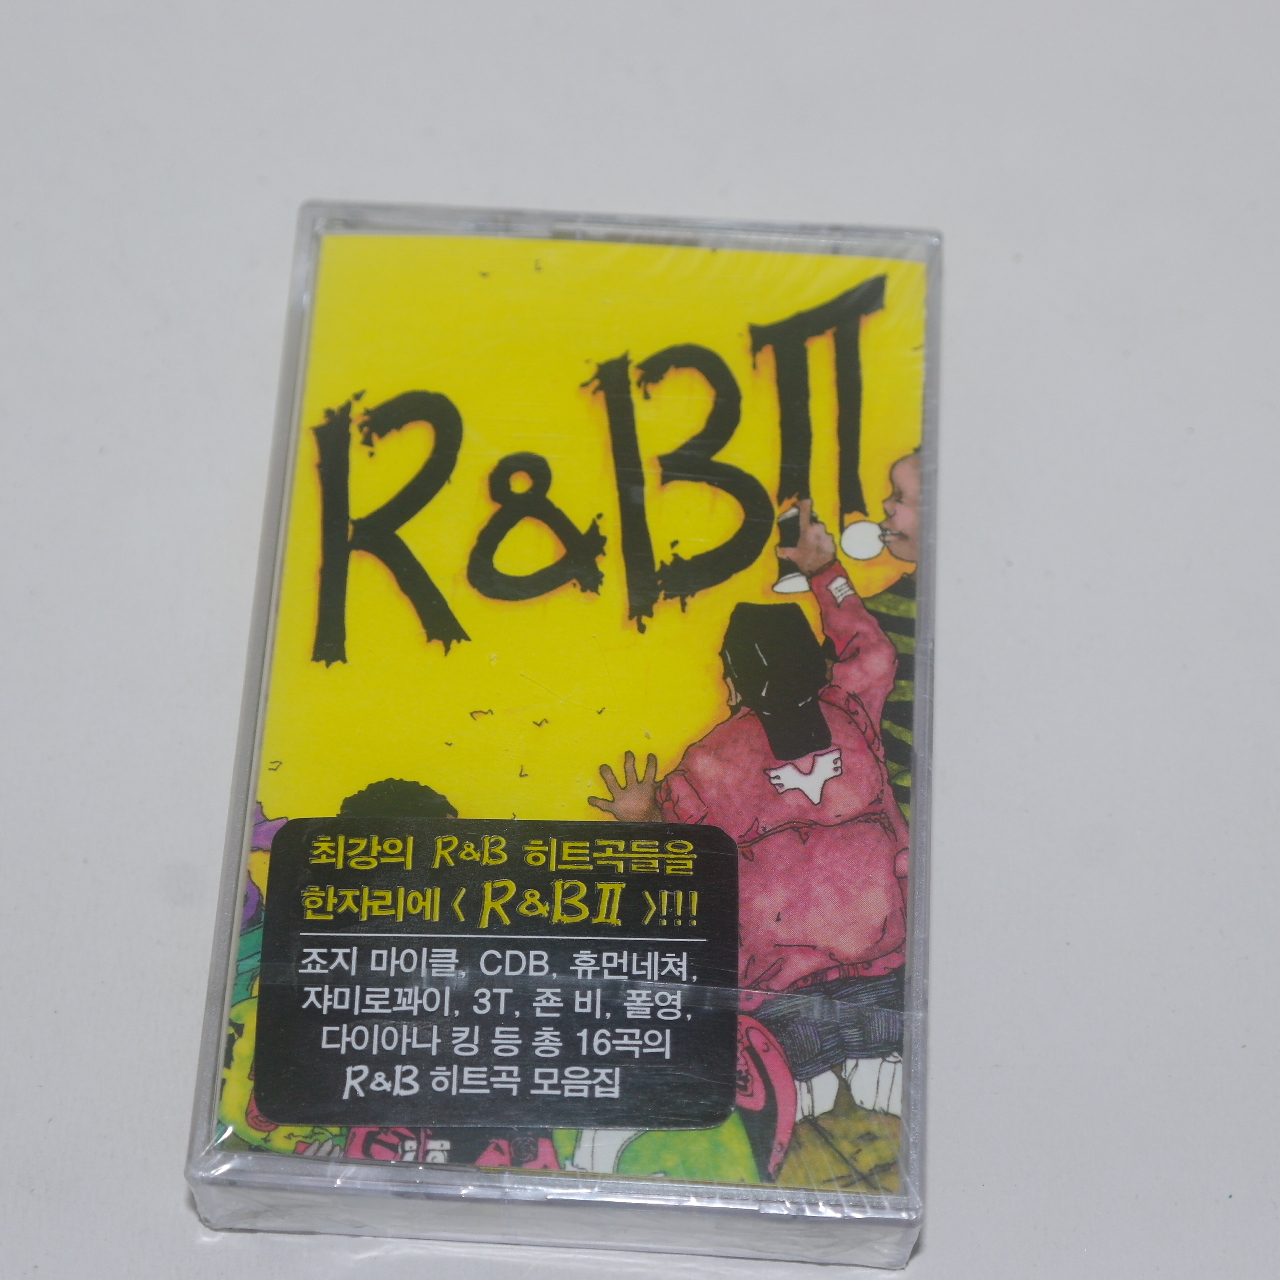 R&BⅡ
최강의 R&B 히트곡들을
한자리에 < R&BⅡ >!!!
죠지 마이클, CDB, 휴먼네쳐,
쟈미로꽈이, 3T, 죤 비, 폴영,
다이아나 킹 등 총 16곡의
R&B 히트곡 모음집